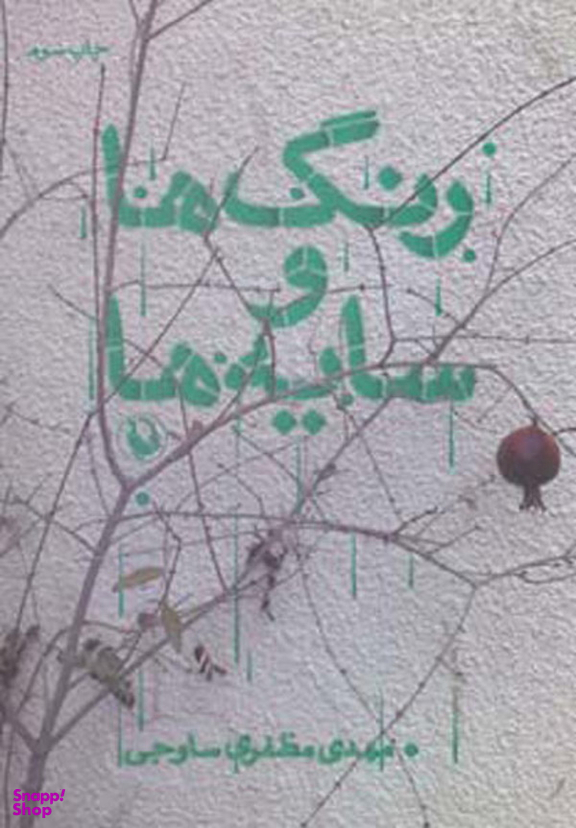 چاپ سوم
رنگ‌ها
و
سایه‌ها
مهدی مظفری ساوجی
Snapp!
Shop